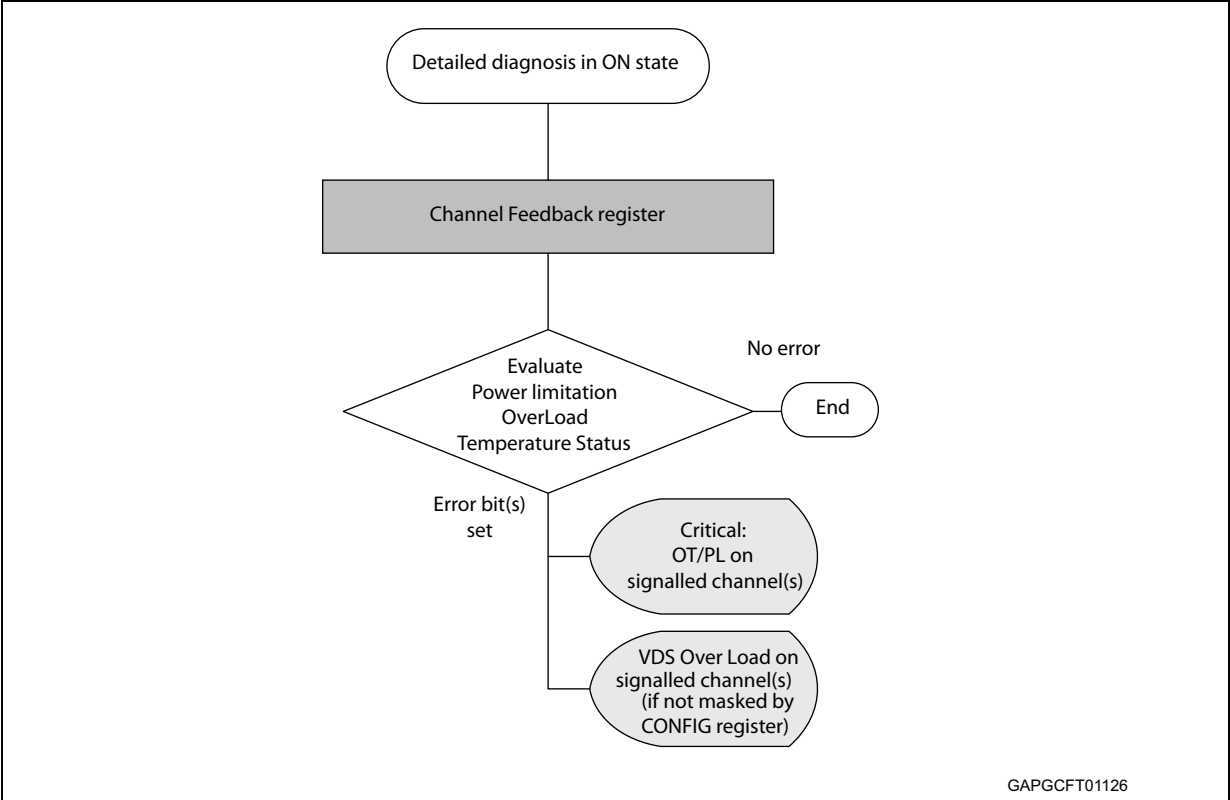 Detailed diagnosis in ON state
Channel Feedback register
Evaluate
Power limitation
OverLoad
Temperature Status
No error
End
Error bit(s)
set
Critical:
OT/PL on
signalled channel(s)
VDS Over Load on
signalled channel(s)
(if not masked by
CONFIG register)
GAPGCFT01126